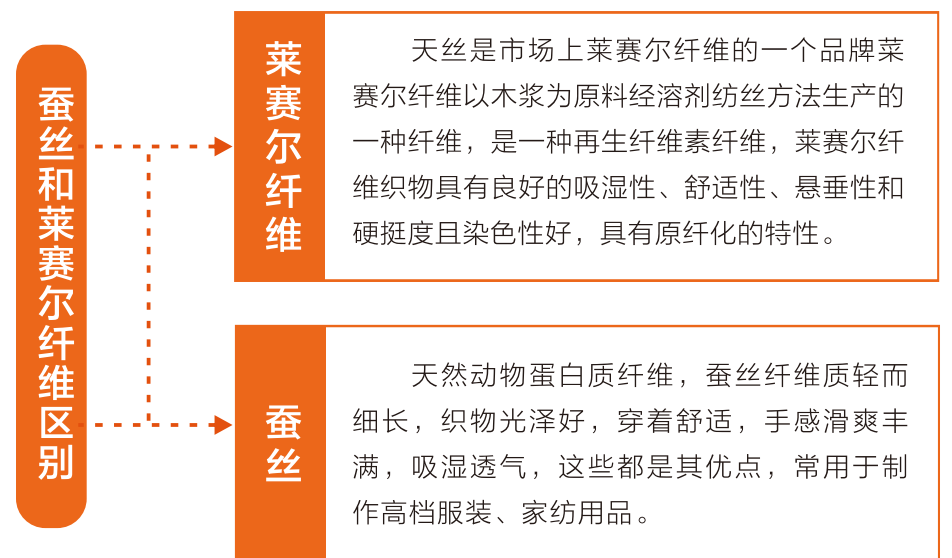 蚕丝和莱赛尔纤维区别
莱赛尔纤维
天丝是市场上莱赛尔纤维的一个品牌菜
赛尔纤维以木浆为原料经溶剂纺丝方法生产的
一种纤维，是一种再生纤维素纤维，莱赛尔纤
维织物具有良好的吸湿性、舒适性、悬垂性和
硬挺度且染色性好，具有原纤化的特性。
蚕丝
天然动物蛋白质纤维，蚕丝纤维质轻而
细长，织物光泽好，穿着舒适，手感滑爽丰
满，吸湿透气，这些都是其优点，常用于制
作高档服装、家纺用品。